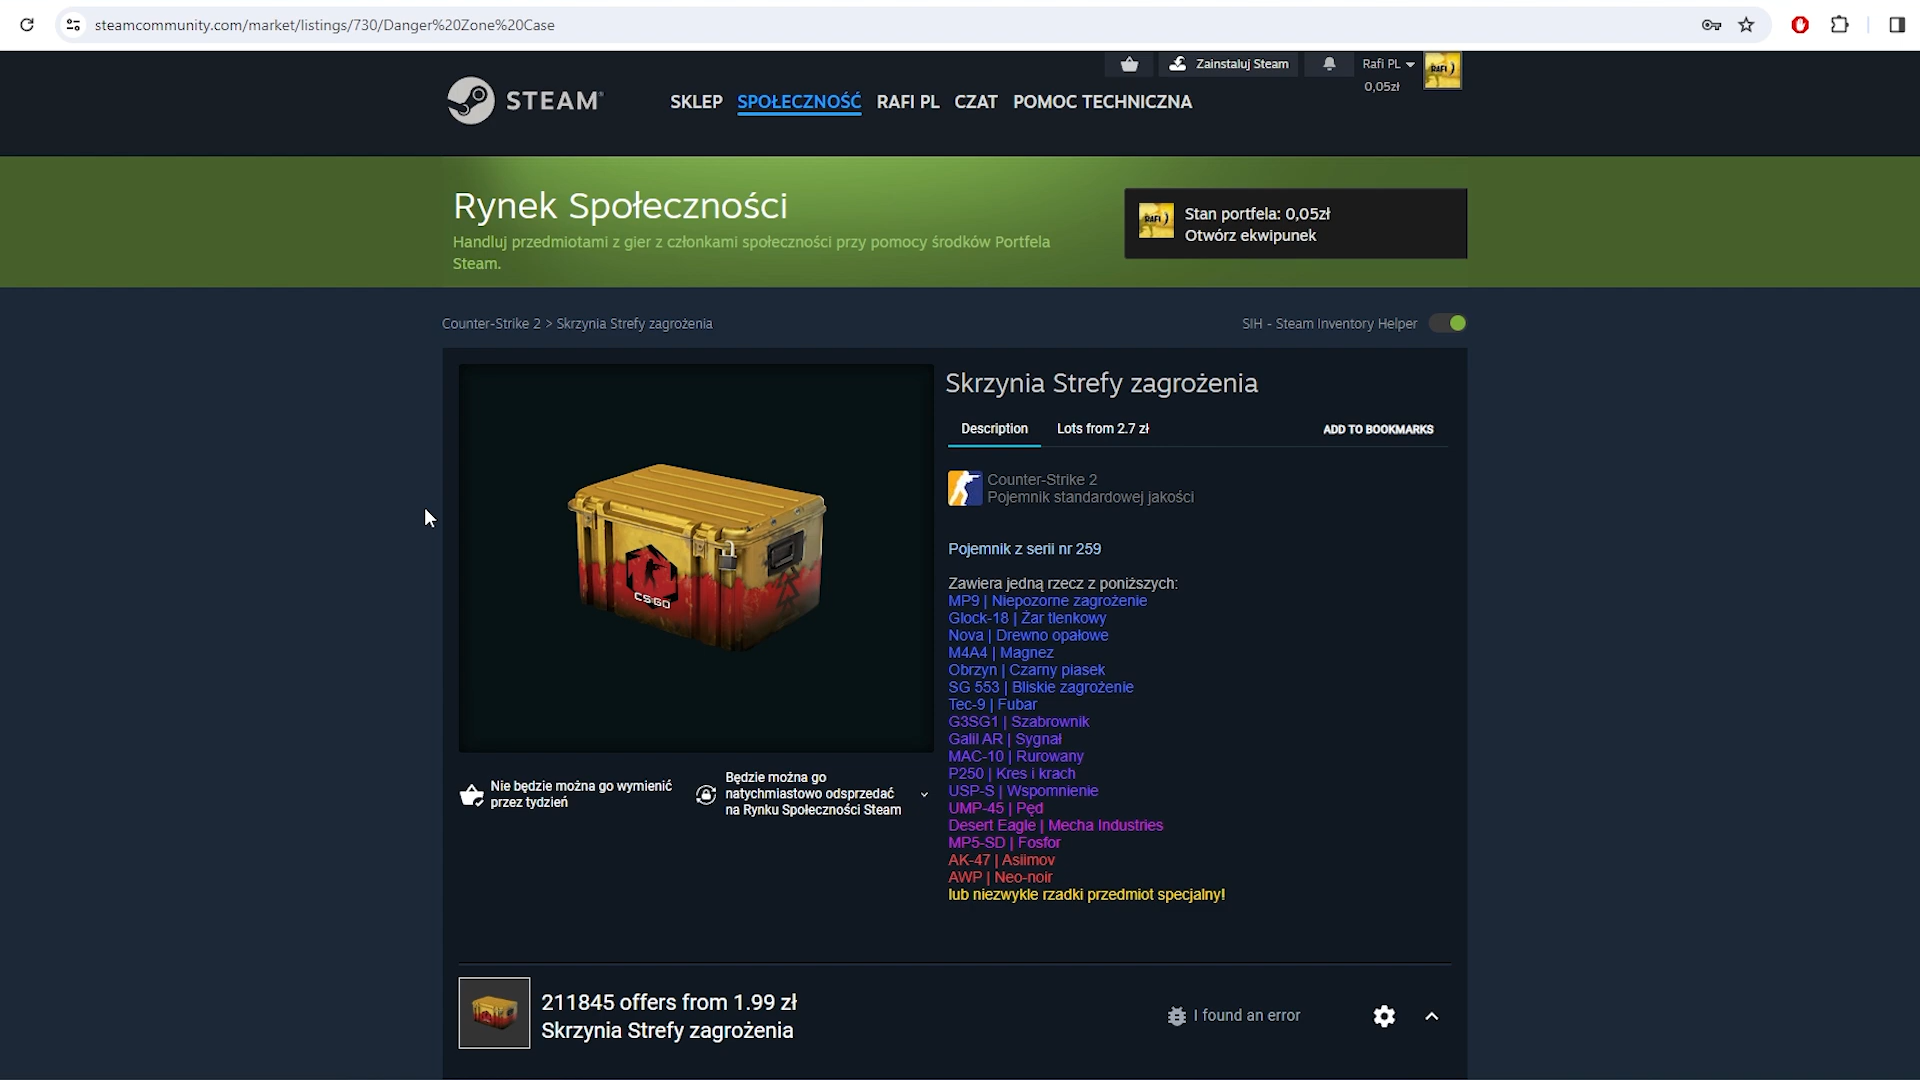 steamcommunity.com/market/listings/730/Danger%20Zone%20Case
Zainstaluj Steam
Rafi PL
0,05zł
RAFI )
STEAM®
SKLEP SPOŁECZNOŚĆ RAFI PL CZAT POMOC TECHNICZNA
Rynek Społeczności
Handluj przedmiotami z gier z członkami społeczności przy pomocy środków Portfela
Steam.
RAFI )
Stan portfela: 0,05zł
Otwórz ekwipunek
Counter-Strike 2 > Skrzynia Strefy zagrożenia
SIH - Steam Inventory Helper
CS:GO
Skrzynia Strefy zagrożenia
Description Lots from 2.7 zł ADD TO BOOKMARKS
Counter-Strike 2
Pojemnik standardowej jakości
Pojemnik z serii nr 259
Zawiera jedną rzecz z poniższych:
MP9 | Niepozorne zagrożenie
Glock-18 | Żar tlenkowy
Nova | Drewno opałowe
M4A4 | Magnez
Obrzyn | Czarny piasek
SG 553 | Bliskie zagrożenie
Tec-9 | Fubar
G3SG1 | Szabrownik
Galil AR | Sygnał
MAC-10 | Rurowany
P250 | Kres i krach
USP-S | Wspomnienie
UMP-45 | Pęd
Desert Eagle | Mecha Industries
MP5-SD | Fosfor
AK-47 | Asiimov
AWP | Neo-noir
lub niezwykle rzadki przedmiot specjalny!
Nie będzie można go wymienić
przez tydzień
Będzie można go
natychmiastowo odsprzedać
na Rynku Społeczności Steam
211845 offers from 1.99 zł
Skrzynia Strefy zagrożenia
I found an error